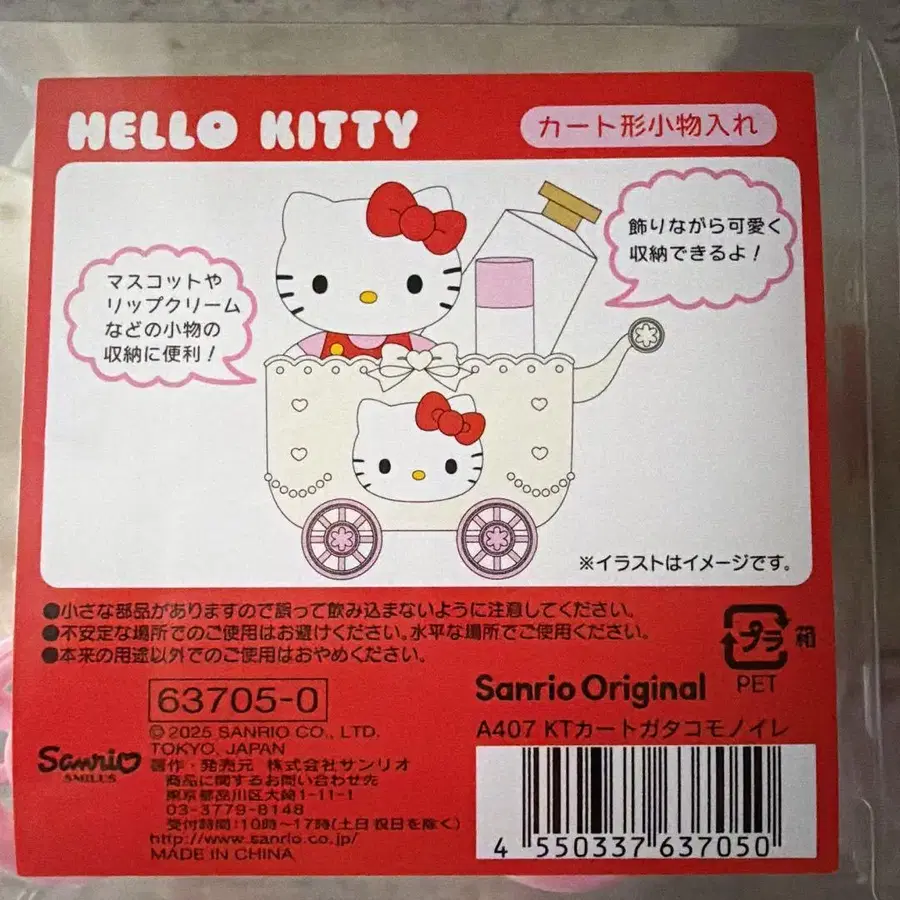 HELLO KITTY
カート形小物入れ
マスコットや
リップクリーム
などの小物の
収納に便利!
飾りながら可愛く
収納できるよ!
※イラストはイメージです。
●小さな部品がありますので誤って飲み込まないように注意してください。
●不安定な場所でのご使用はお避けください。水平な場所でご使用ください。
●本来の用途以外でのご使用はおやめください。
プラ 箱
PET
63705-0
Sanrio Original
A407 KTカートガタコモノイレ
©2025 SANRIO CO., LTD.
TOKYO, JAPAN
Sanrio
SMILES
著作・発売元 株式会社サンリオ
商品に関するお問い合わせ先
東京都品川区大崎1-11-1
03-3779-8148
受付時間:10時~17時(土日祝日を除く)
http://www.sanrio.co.jp/
MADE IN CHINA
4 550337 637050